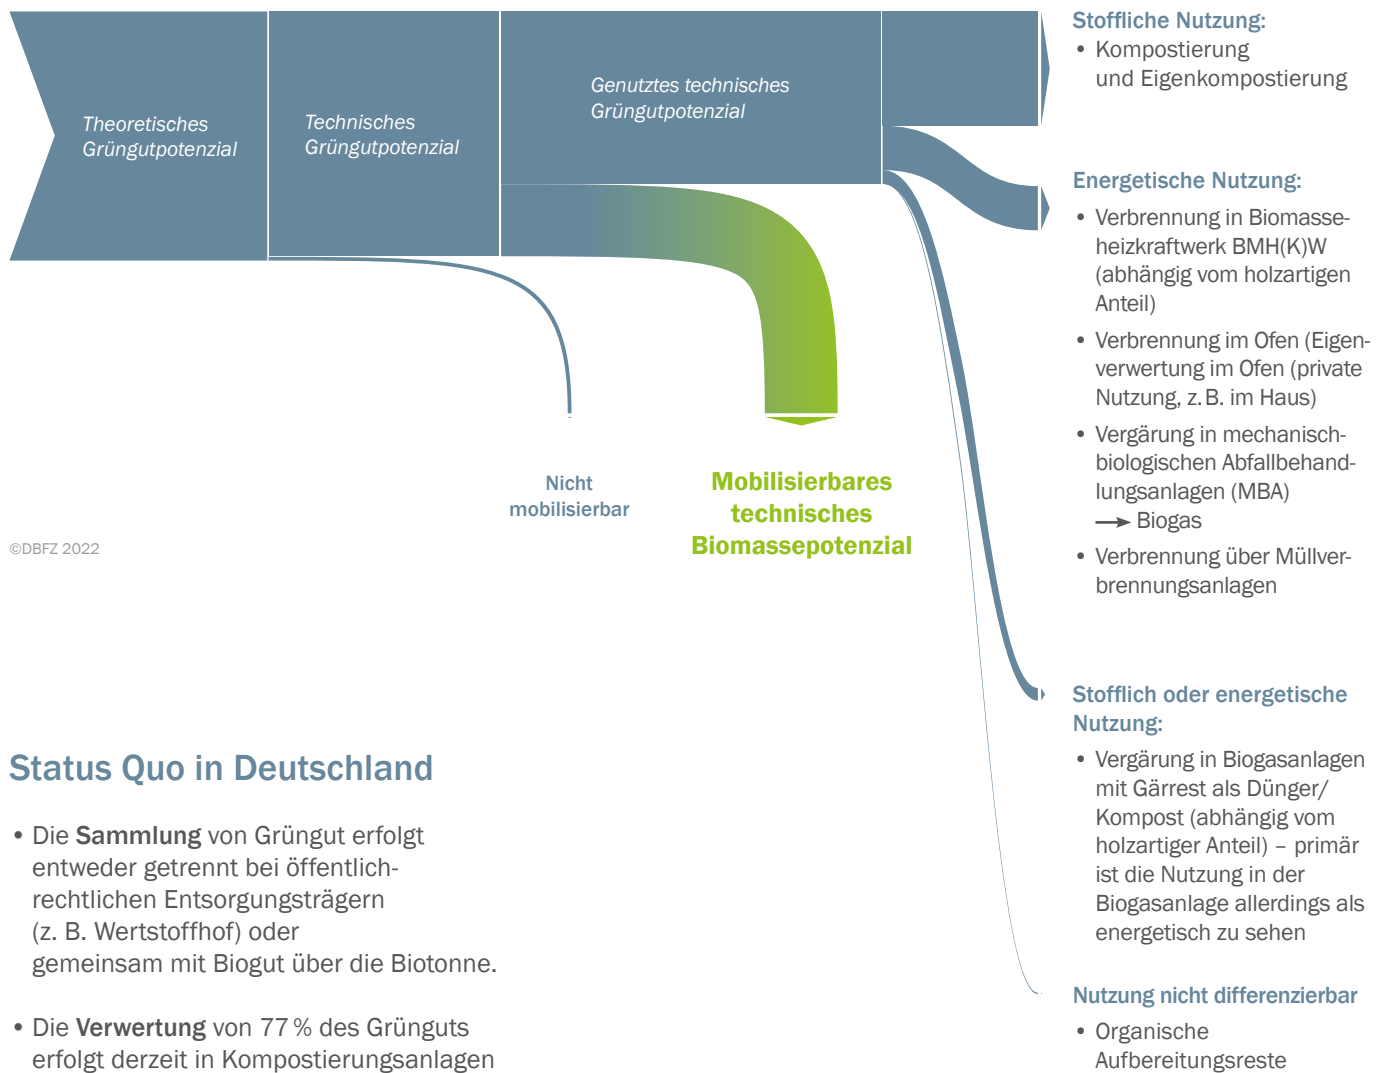 Theoretisches
Grüngutpotenzial
Technisches
Grüngutpotenzial
Genutztes technisches
Grüngutpotenzial
Nicht
mobilisierbar
Mobilisierbares
technisches
Biomassepotenzial
©DBFZ 2022
Stoffliche Nutzung:
• Kompostierung
und Eigenkompostierung
Energetische Nutzung:
• Verbrennung in Biomasse-
heizkraftwerk BMH(K)W
(abhängig vom holzartigen
Anteil)
• Verbrennung im Ofen (Eigen-
verwertung im Ofen (private
Nutzung, z. B. im Haus)
• Vergärung in mechanisch-
biologischen Abfallbehand-
lungsanlagen (MBA)
→ Biogas
• Verbrennung über Müllver-
brennungsanlagen
Stofflich oder energetische
Nutzung:
• Vergärung in Biogasanlagen
mit Gärrest als Dünger/
Kompost (abhängig vom
holzartiger Anteil) – primär
ist die Nutzung in der
Biogasanlage allerdings als
energetisch zu sehen
Nutzung nicht differenzierbar
• Organische
Aufbereitungsreste
Status Quo in Deutschland
• Die Sammlung von Grüngut erfolgt
entweder getrennt bei öffentlich-
rechtlichen Entsorgungsträgern
(z. B. Wertstoffhof) oder
gemeinsam mit Biogut über die Biotonne.
• Die Verwertung von 77 % des Grünguts
erfolgt derzeit in Kompostierungsanlagen